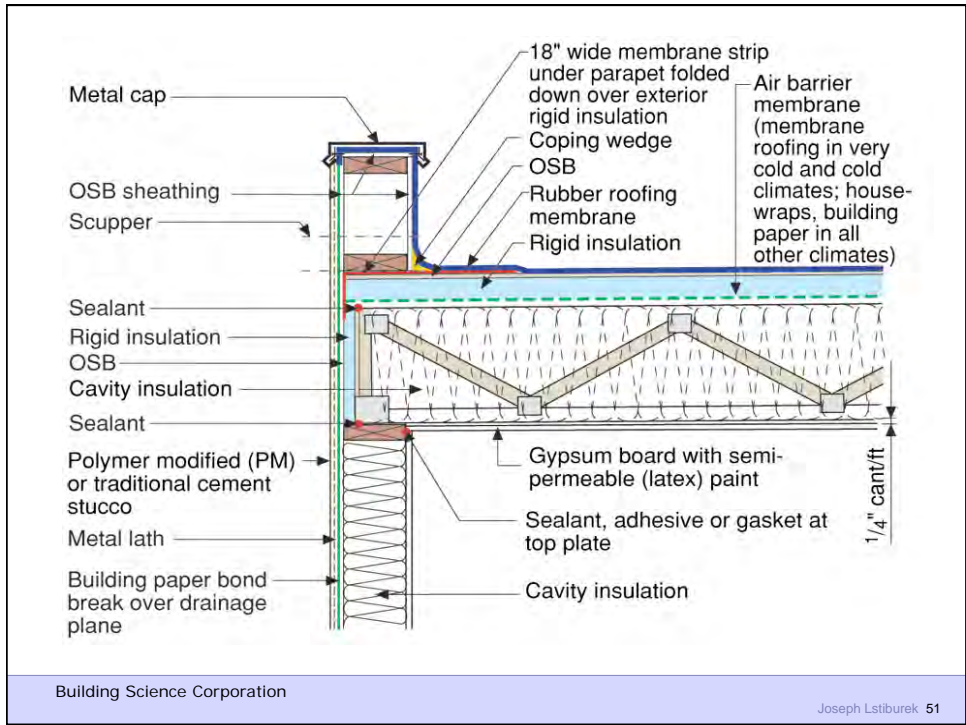 Metal cap
OSB sheathing
Scupper
Sealant
Rigid insulation
OSB
Cavity insulation
Sealant
Polymer modified (PM)
or traditional cement
stucco
Metal lath
Building paper bond
break over drainage
plane
18" wide membrane strip
under parapet folded
down over exterior
rigid insulation
Coping wedge
OSB
Rubber roofing
membrane
Rigid insulation
Air barrier
membrane
(membrane
roofing in very
cold and cold
climates; house-
wraps, building
paper in all
other climates)
Gypsum board with semi-
permeable (latex) paint
Sealant, adhesive or gasket at
top plate
Cavity insulation
1/4" cant/ft
Building Science Corporation
Joseph Lstiburek 51